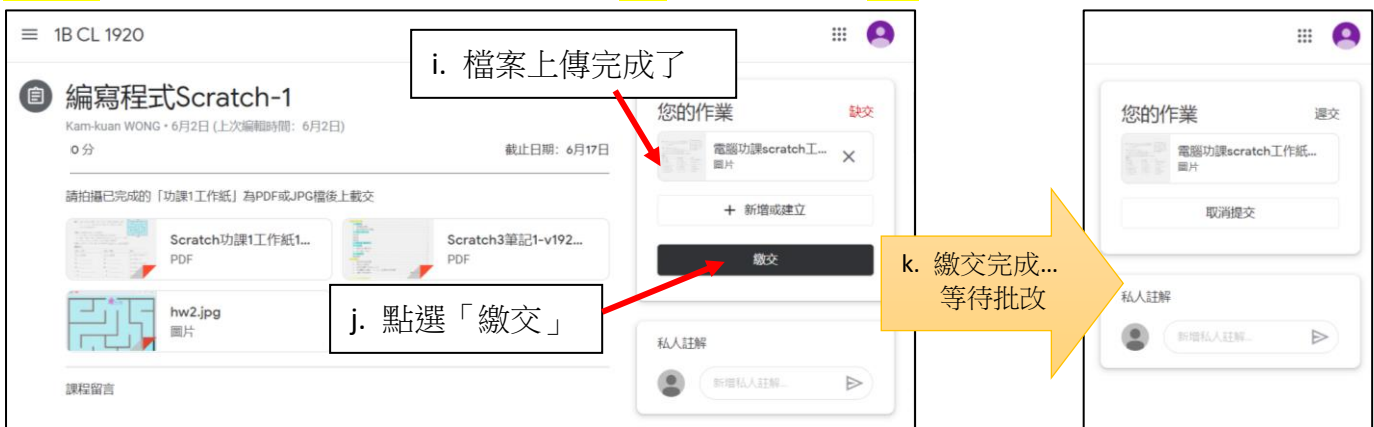 1B CL 1920
i. 檔案上傳完成了
編寫程式Scratch-1
Kam-kuan WONG • 6月2日 (上次編輯時間：6月2日)
0 分
截止日期：6月17日
請拍攝已完成的「功課1工作紙」為PDF或JPG檔後上載交
Scratch功課1工作紙1...
PDF
Scratch3筆記1-v192...
PDF
hw2.jpg
圖片
j. 點選「繳交」
課程留言
您的作業
缺交
電腦功課scratch工...
圖片
+ 新增或建立
繳交
私人註解
新增私人註解...
k. 繳交完成...
等待批改
您的作業
遲交
電腦功課scratch工作紙...
圖片
取消提交
私人註解
新增私人註解...